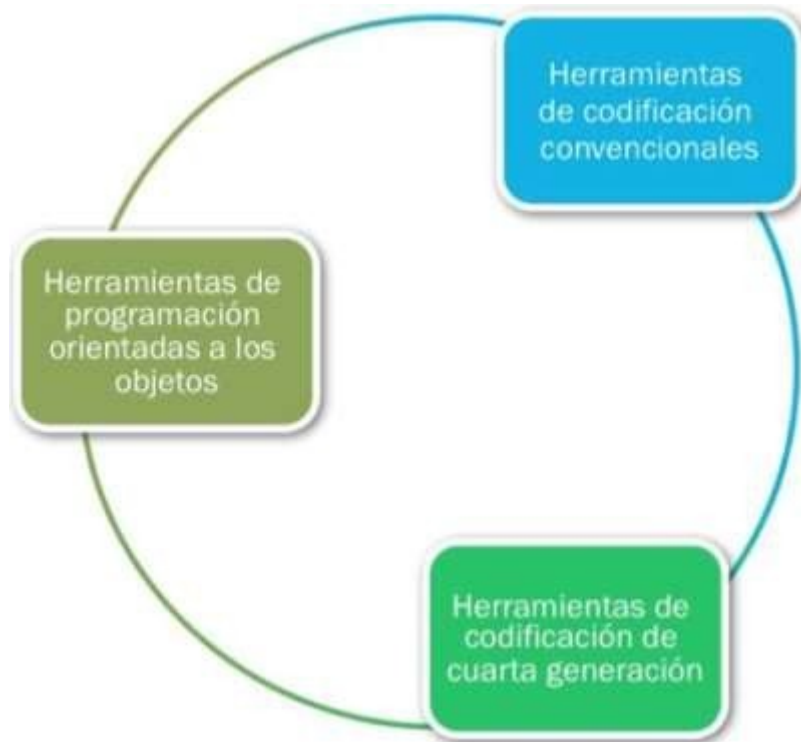 Herramientas
de codificación
convencionales
Herramientas de
programación
orientadas a los
objetos
Herramientas de
codificación de
cuarta generación